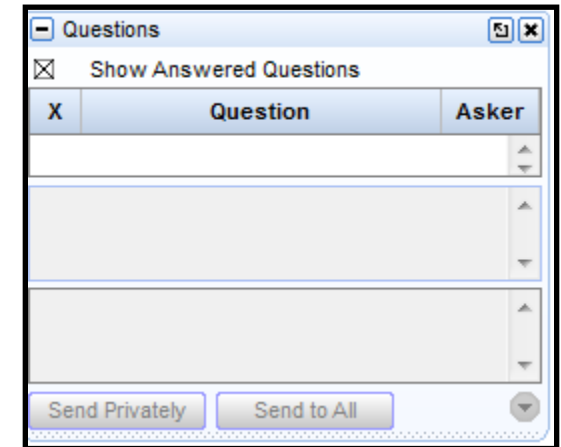 Questions
Show Answered Questions
X Question Asker
Send Privately Send to All